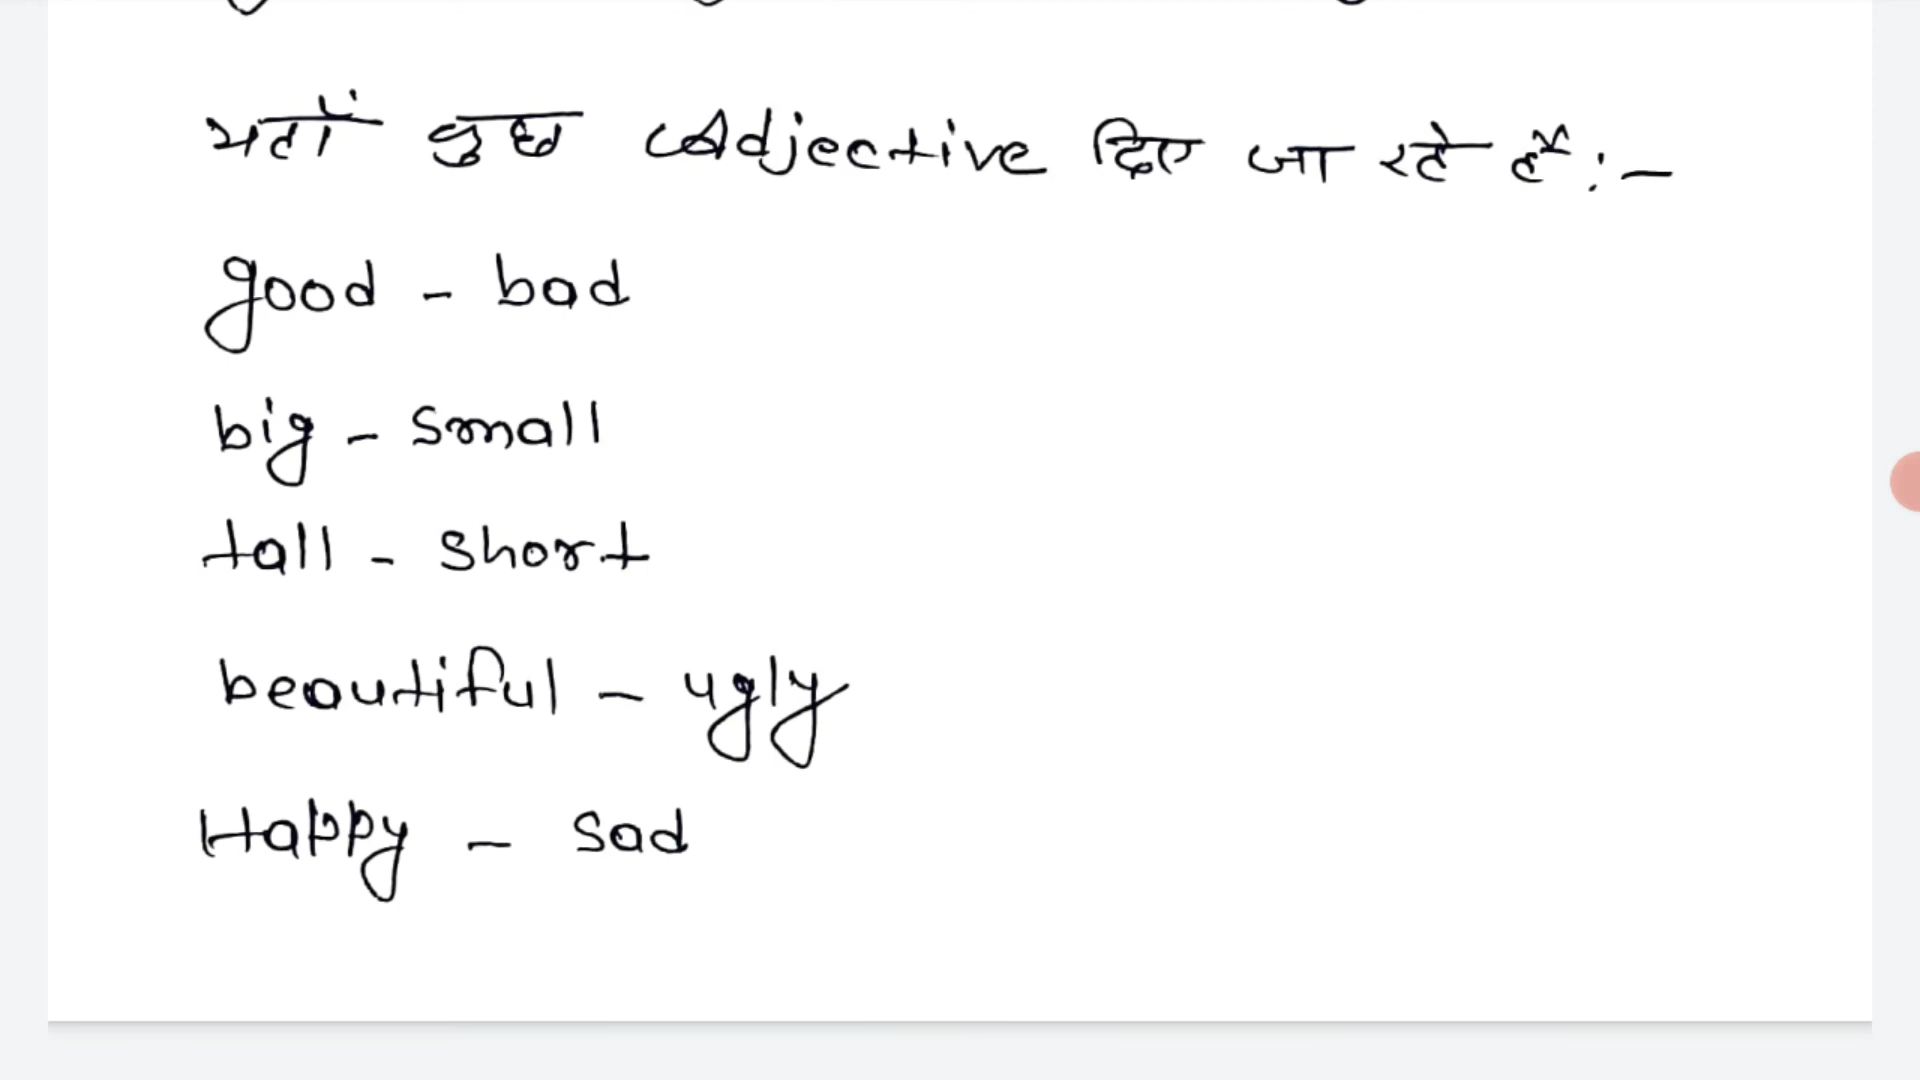 यहाँ कुछ Adjective दिए जा रहे हैं :-
good - bad
big - small
tall - short
beautiful - ugly
Happy - sad